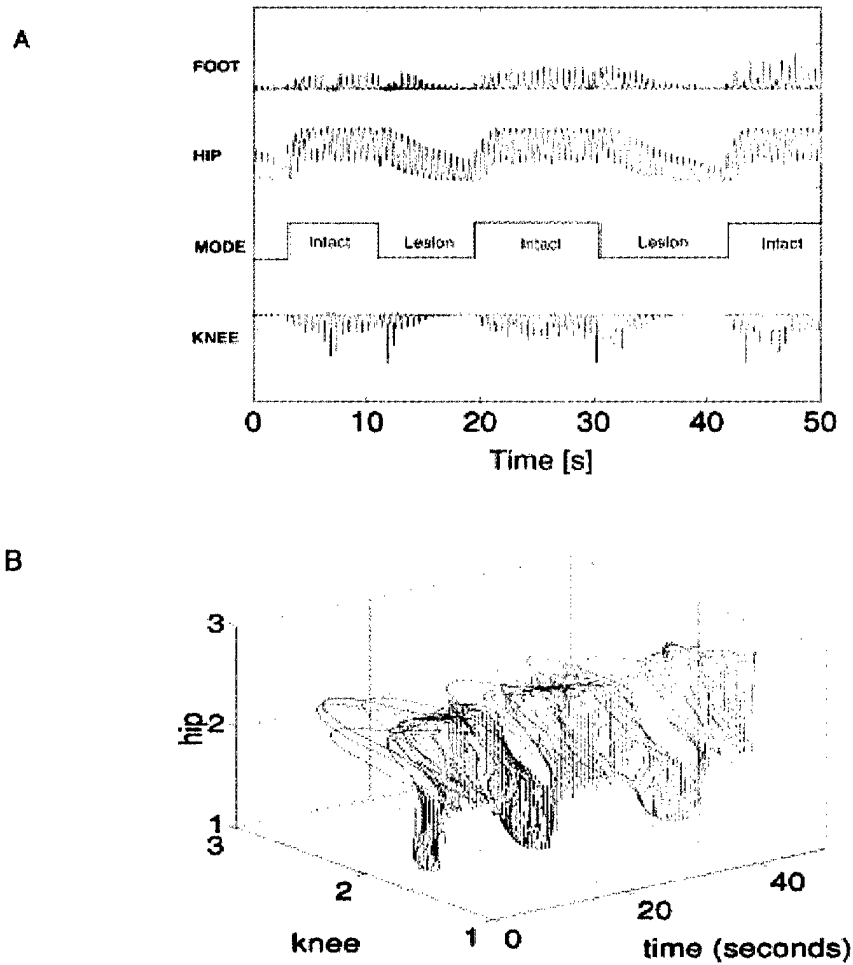 A
FOOT
HIP
MODE Intact Lesion Intact Lesion Intact
KNEE
0 10 20 30 40 50
Time [s]
B
3
2
hip
1
3
2
1
knee
0
20
40
time (seconds)